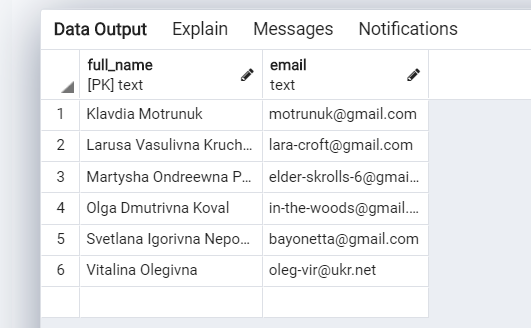 Data Output Explain Messages Notifications
full_name email
[PK] text text
1 Klavdia Motrunuk motrunuk@gmail.com
2 Larusa Vasulivna Kruch... lara-croft@gmail.com
3 Martysha Ondreewna P... elder-skrolls-6@gmai...
4 Olga Dmutrivna Koval in-the-woods@gmail....
5 Svetlana Igorivna Nepo... bayonetta@gmail.com
6 Vitalina Olegivna oleg-vir@ukr.net